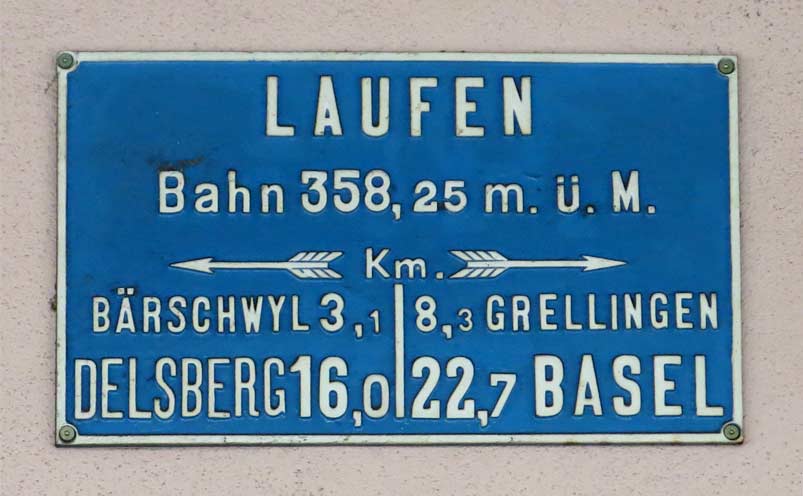 LAUFEN
Bahn 358,25 m. ü. M.
Km.
BÄRSCHWYL 3,1 8,3 GRELLINGEN
DELSBERG 16,0 22,7 BASEL